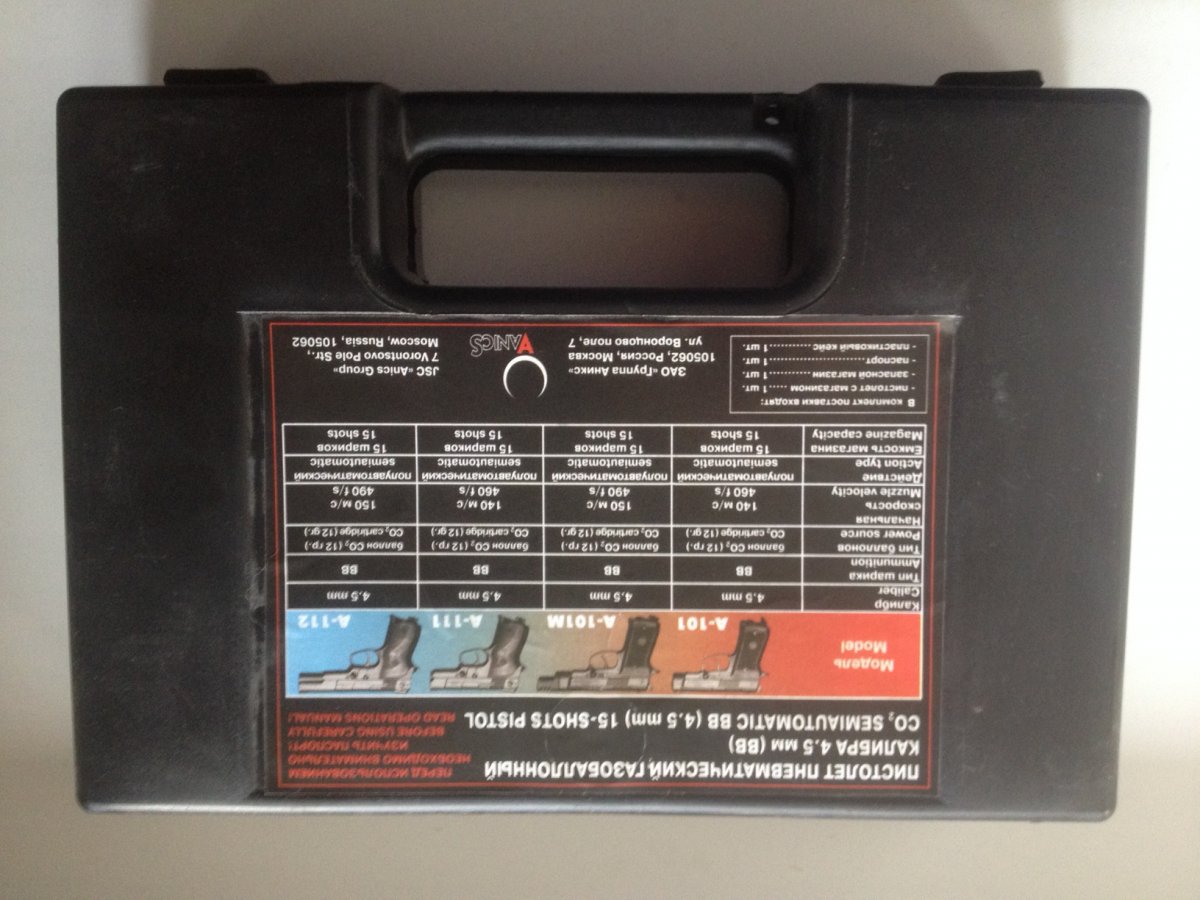 ПИСТОЛЕТ ПНЕВМАТИЧЕСКИЙ ГАЗОБАЛЛОННЫЙ
КАЛИБРА 4,5 мм (ВВ)
CO₂ SEMIAUTOMATIC BB (4.5 mm) 15-SHOTS PISTOL
ПЕРЕД ИСПОЛЬЗОВАНИЕМ
НЕОБХОДИМО ВНИМАТЕЛЬНО
ИЗУЧИТЬ ПАСПОРТ!
BEFORE USING CAREFULLY
READ OPERATIONS MANUAL!
Модель
Model
A-101 A-101M A-111 A-112
Калибр
Caliber
4,5 mm 4,5 mm 4,5 mm 4,5 mm
Тип шарика
Ammunition
BB BB BB BB
Тип баллонов
Power source
баллон CO₂ (12 гр.) баллон CO₂ (12 гр.) баллон CO₂ (12 гр.) баллон CO₂ (12 гр.)
CO₂ cartridge (12 gr.) CO₂ cartridge (12 gr.) CO₂ cartridge (12 gr.) CO₂ cartridge (12 gr.)
Начальная
скорость
Muzzle velocity
140 м/с 150 м/с 140 м/с 150 м/с
460 f/s 490 f/s 460 f/s 490 f/s
Действие
Action type
полуавтоматический полуавтоматический полуавтоматический полуавтоматический
semiautomatic semiautomatic semiautomatic semiautomatic
Емкость магазина
Magazine capacity
15 шариков 15 шариков 15 шариков 15 шариков
15 shots 15 shots 15 shots 15 shots
В комплект поставки входят:
- пистолет с магазином .....1 шт.
- запасной магазин ...........1 шт.
- паспорт..........................1 шт.
- пластиковый кейс............1 шт.
ЗАО «Группа Аникс»
105062, Россия, Москва
ул. Воронцово поле, 7
ANICS
JSC «Anics Group»
7 Vorontsovo Pole Str.,
Moscow, Russia, 105062